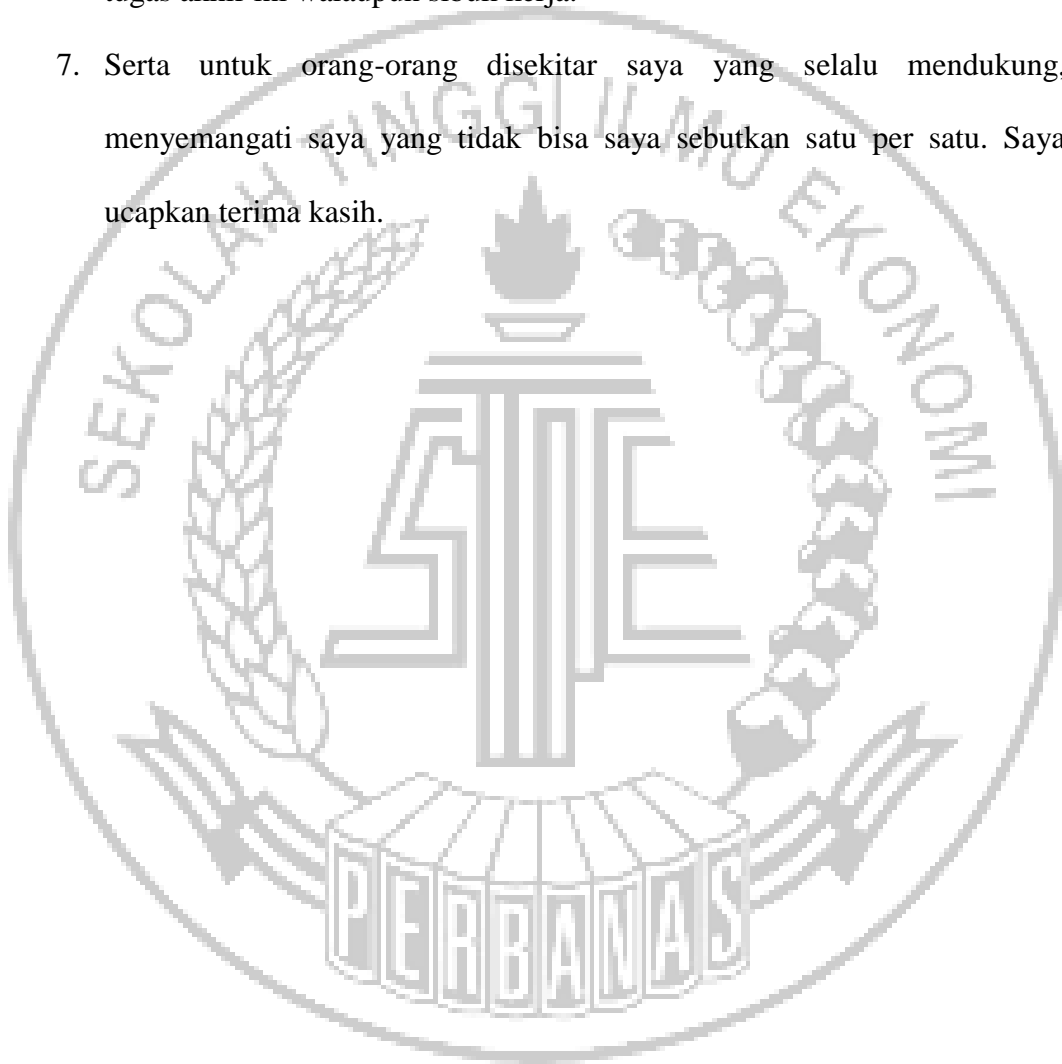 tugas akhir ini walaupun sibuk kerja.
7. Serta untuk orang-orang disekitar saya yang selalu mendukung,
menyemangati saya yang tidak bisa saya sebutkan satu per satu. Saya
ucapkan terima kasih.
SEKOLAH TINGGI ILMU EKONOMI
STIE
PERBANAS